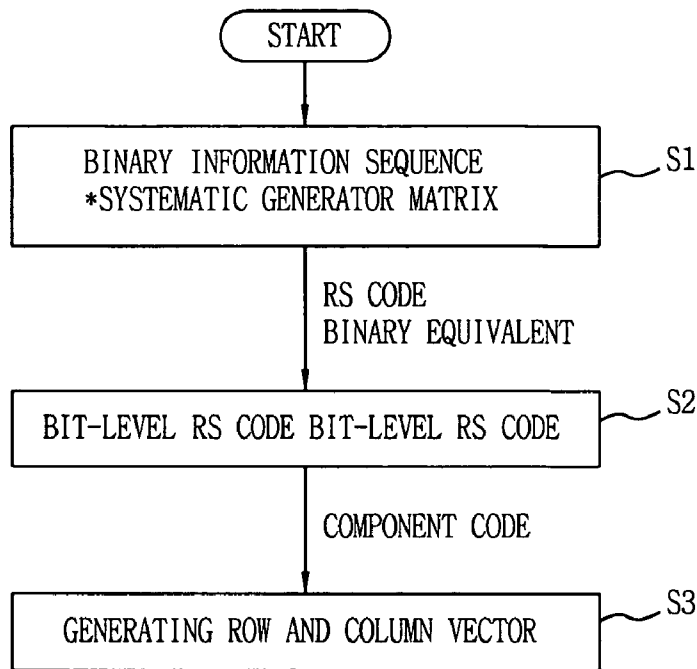 START
BINARY INFORMATION SEQUENCE
*SYSTEMATIC GENERATOR MATRIX
S1
RS CODE
BINARY EQUIVALENT
BIT-LEVEL RS CODE BIT-LEVEL RS CODE
S2
COMPONENT CODE
GENERATING ROW AND COLUMN VECTOR
S3